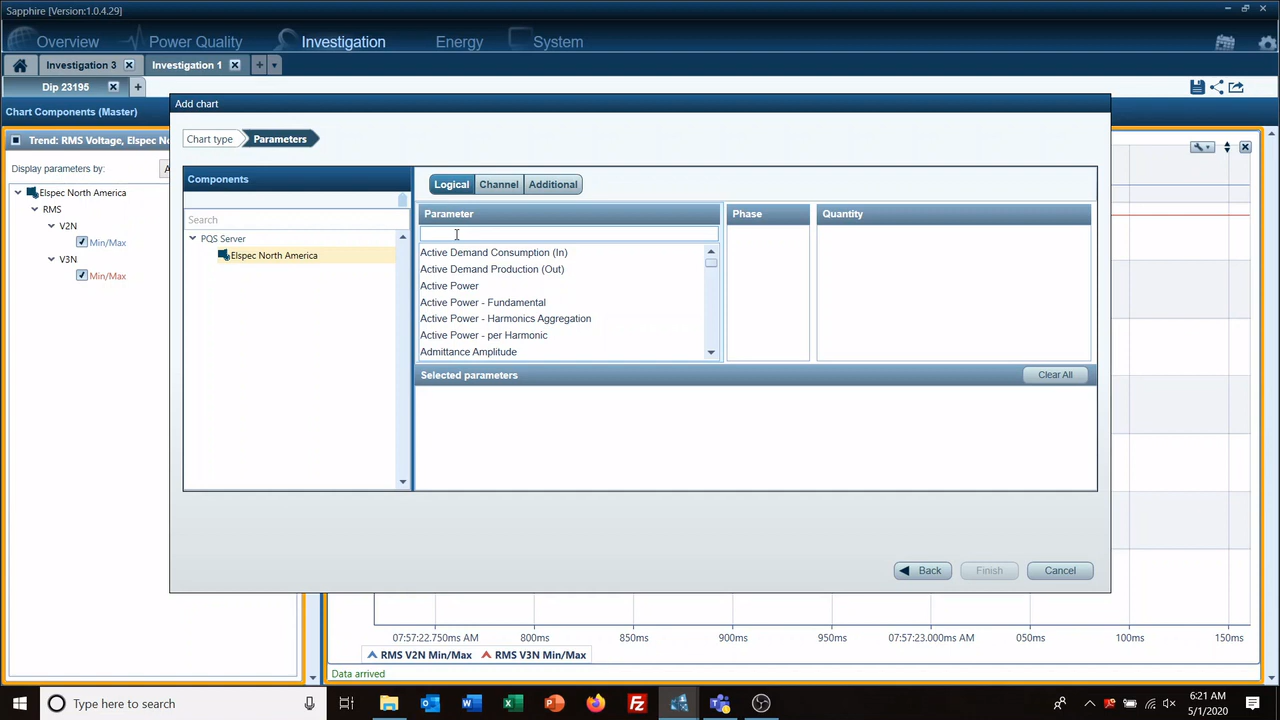 Sapphire [Version:1.0.4.29]
Overview
Power Quality
Investigation
Energy
System
Investigation 3
Investigation 1
Dip 23195
Chart Components (Master)
Trend: RMS Voltage, Elspec No
Display parameters by:
A
Elspec North America
RMS
V2N
Min/Max
V3N
Min/Max
Add chart
Chart type
Parameters
Components
Search
PQS Server
Elspec North America
Logical
Channel
Additional
Parameter
Phase
Quantity
Active Demand Consumption (In)
Active Demand Production (Out)
Active Power
Active Power - Fundamental
Active Power - Harmonics Aggregation
Active Power - per Harmonic
Admittance Amplitude
Selected parameters
Clear All
Back
Finish
Cancel
07:57:22.750ms AM
800ms
850ms
900ms
950ms
07:57:23.000ms AM
050ms
100ms
150ms
RMS V2N Min/Max
RMS V3N Min/Max
Data arrived
Type here to search
6:21 AM
5/1/2020